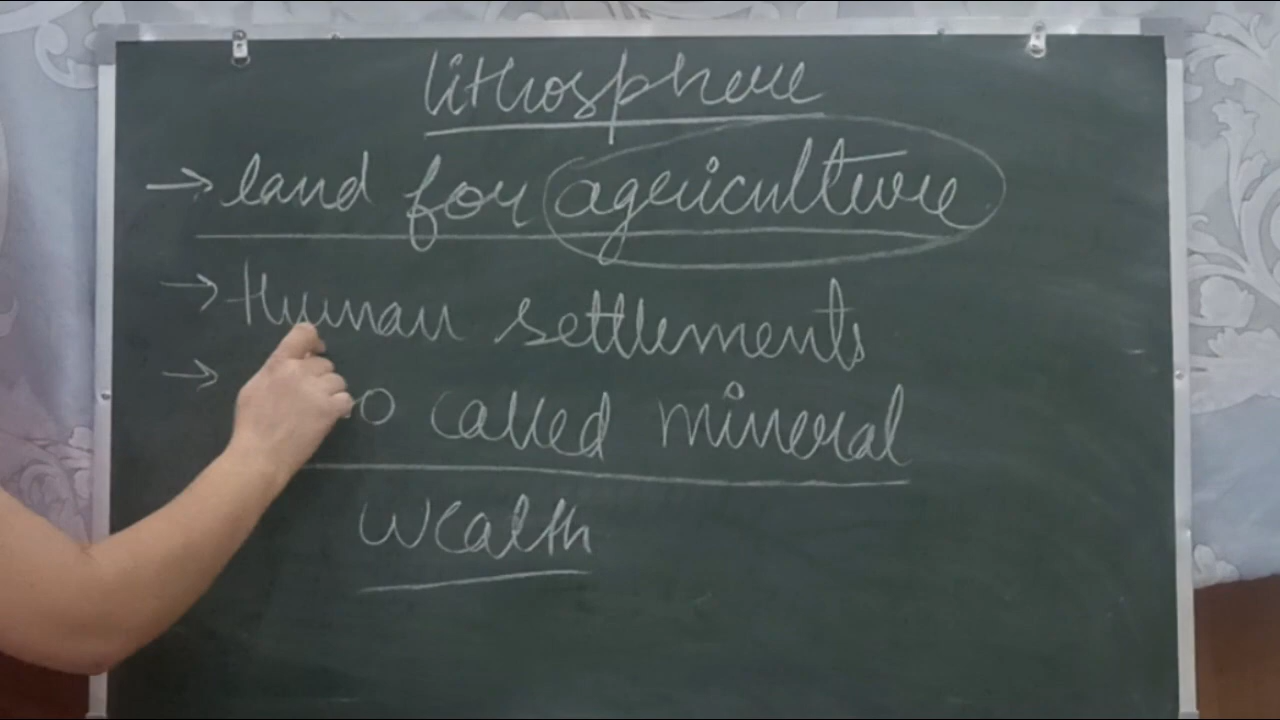 lithosphere
→ land for agriculture
→ Human settlements
→ called mineral
wealth